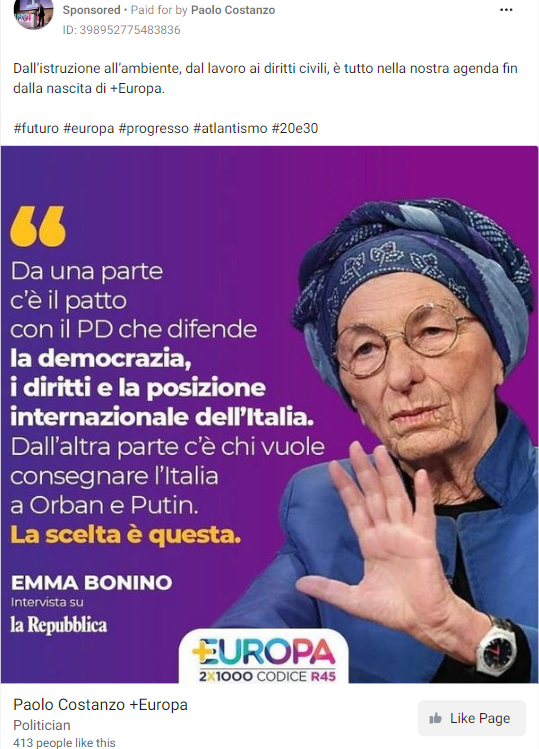 Sponsored • Paid for by Paolo Costanzo
ID: 398952775483836
Dall'istruzione all'ambiente, dal lavoro ai diritti civili, è tutto nella nostra agenda fin
dalla nascita di +Europa.
#futuro #europa #progresso #atlantismo #20e30
“
Da una parte
c'è il patto
con il PD che difende
la democrazia,
i diritti e la posizione
internazionale dell'Italia.
Dall'altra parte c'è chi vuole
consegnare l'Italia
a Orban e Putin.
La scelta è questa.
EMMA BONINO
Intervista su
la Repubblica
+EUROPA
2X1000 CODICE R45
Paolo Costanzo +Europa
Politician
413 people like this
Like Page